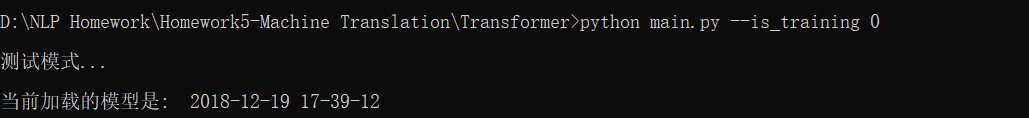 D:\NLP Homework\Homework5-Machine Translation\Transformer>python main.py --is_training 0
测试模式...
当前加载的模型是:  2018-12-19 17-39-12